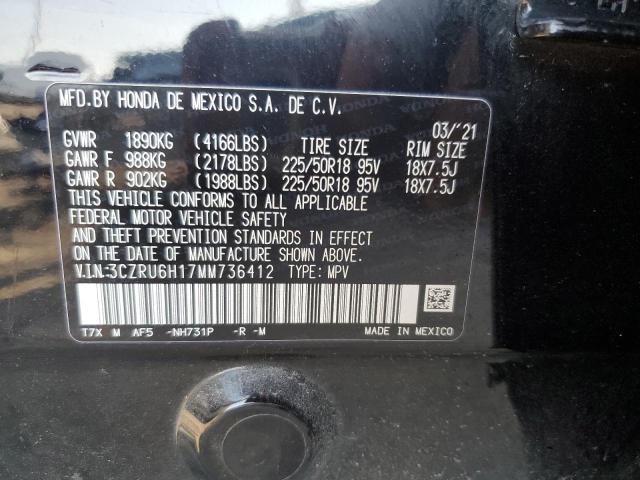 MFD.BY HONDA DE MEXICO S.A. DE C.V.
03/'21
GVWR 1890KG (4166LBS) TIRE SIZE RIM SIZE
GAWR F 988KG (2178LBS) 225/50R18 95V 18X7.5J
GAWR R 902KG (1988LBS) 225/50R18 95V 18X7.5J
THIS VEHICLE CONFORMS TO ALL APPLICABLE
FEDERAL MOTOR VEHICLE SAFETY
AND THEFT PREVENTION STANDARDS IN EFFECT
ON THE DATE OF MANUFACTURE SHOWN ABOVE.
V.I.N:3CZRU6H17MM736412 TYPE: MPV
T7X M AF5 -NH731P -R -M MADE IN MEXICO